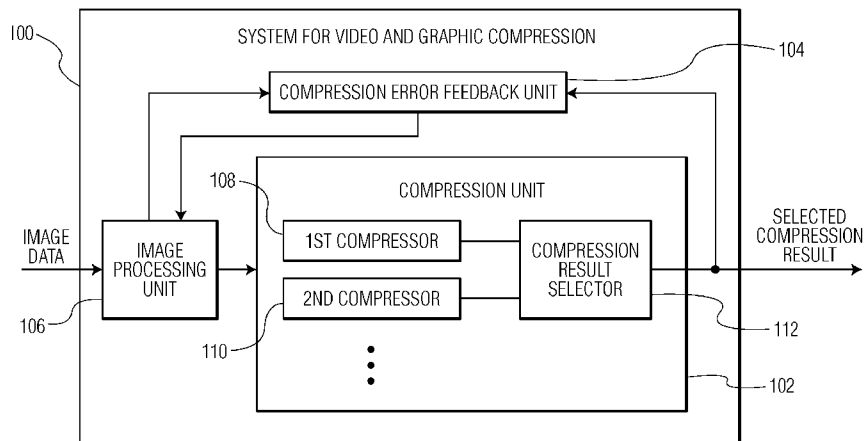 100
SYSTEM FOR VIDEO AND GRAPHIC COMPRESSION
104
COMPRESSION ERROR FEEDBACK UNIT
108
COMPRESSION UNIT
IMAGE
DATA
IMAGE
PROCESSING
UNIT
106
1ST COMPRESSOR
2ND COMPRESSOR
110
COMPRESSION
RESULT
SELECTOR
112
102
SELECTED
COMPRESSION
RESULT